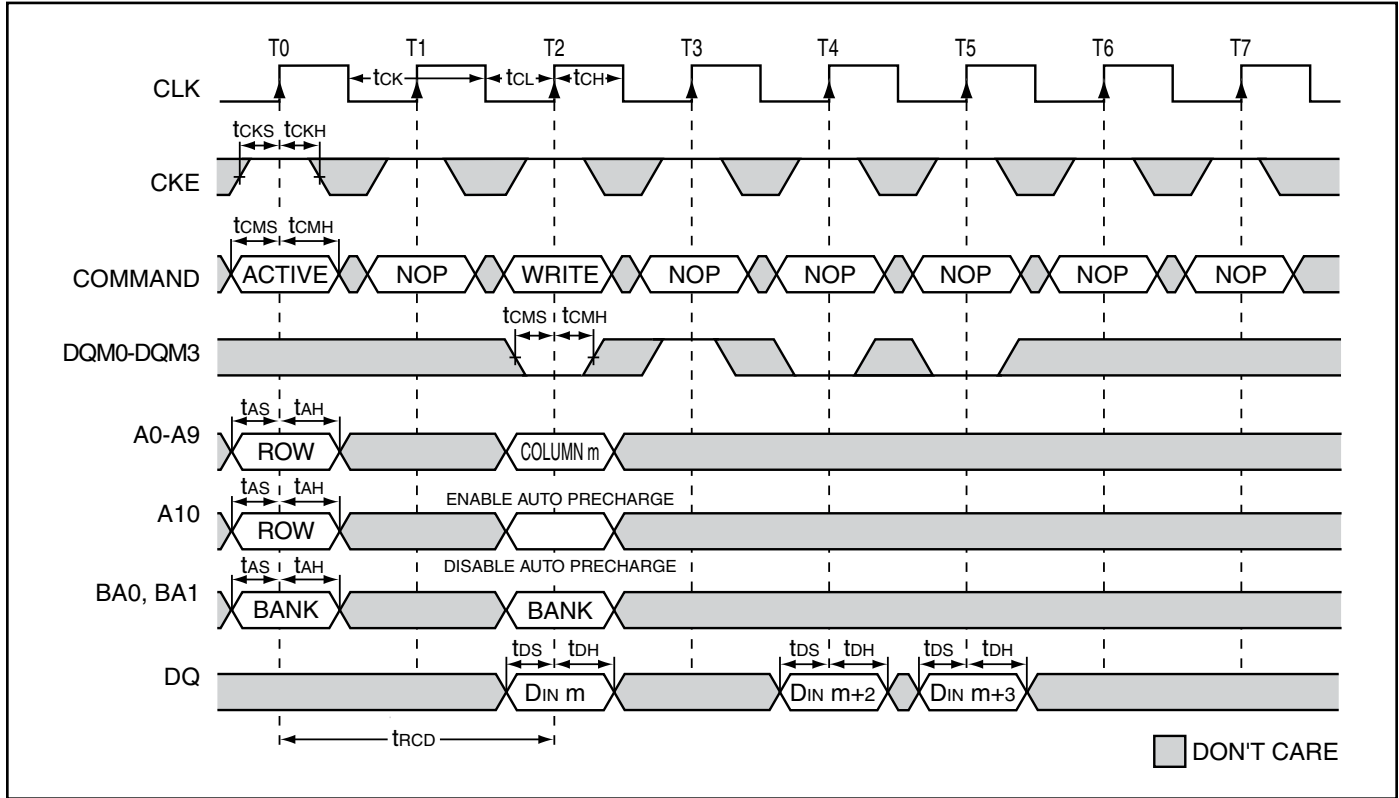 T0 T1 T2 T3 T4 T5 T6 T7
CLK
tCK tCL tCH
tCKS tCKH
CKE
tCMS tCMH
COMMAND
ACTIVE NOP WRITE NOP NOP NOP NOP NOP
tCMS tCMH
DQM0-DQM3
tAS tAH
A0-A9
ROW COLUMN m
tAS tAH
ENABLE AUTO PRECHARGE
A10
ROW
DISABLE AUTO PRECHARGE
tAS tAH
BA0, BA1
BANK BANK
tDS tDH tDS tDH tDS tDH
DQ
DIN m DIN m+2 DIN m+3
tRCD
DON'T CARE